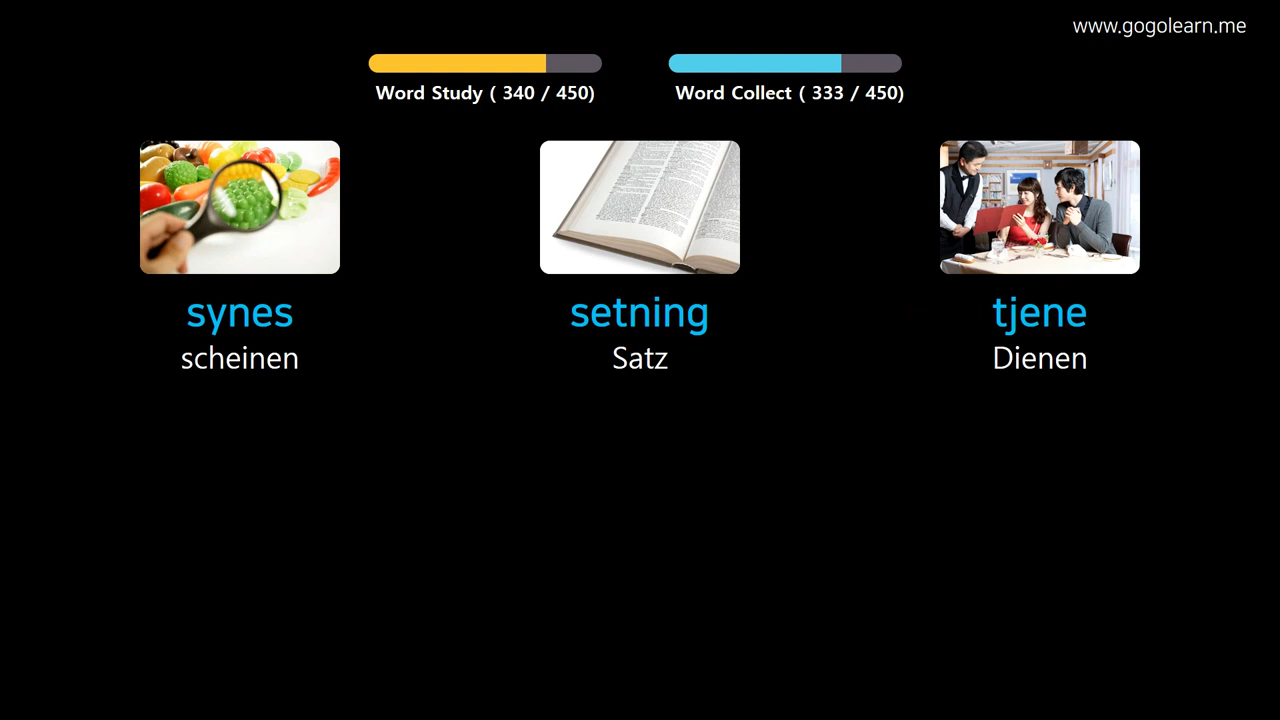 www.gogolearn.me
Word Study ( 340 / 450)
Word Collect ( 333 / 450)
synes
setning
tjene
scheinen
Satz
Dienen